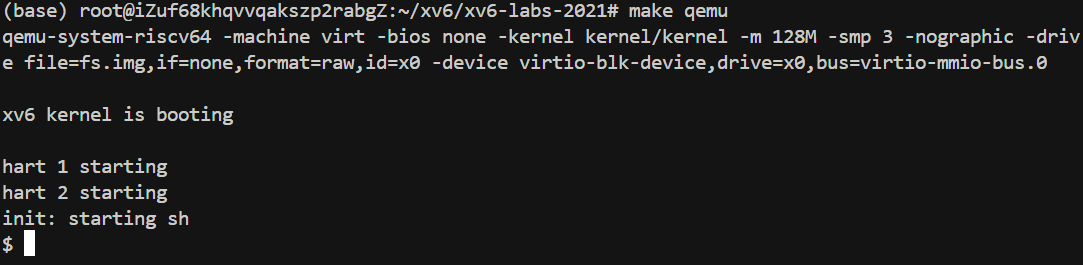 (base) root@iZuf68khqvvqakszp2rabgZ:~/xv6/xv6-labs-2021# make qemu
qemu-system-riscv64 -machine virt -bios none -kernel kernel/kernel -m 128M -smp 3 -nographic -driv
e file=fs.img,if=none,format=raw,id=x0 -device virtio-blk-device,drive=x0,bus=virtio-mmio-bus.0
xv6 kernel is booting
hart 1 starting
hart 2 starting
init: starting sh
$